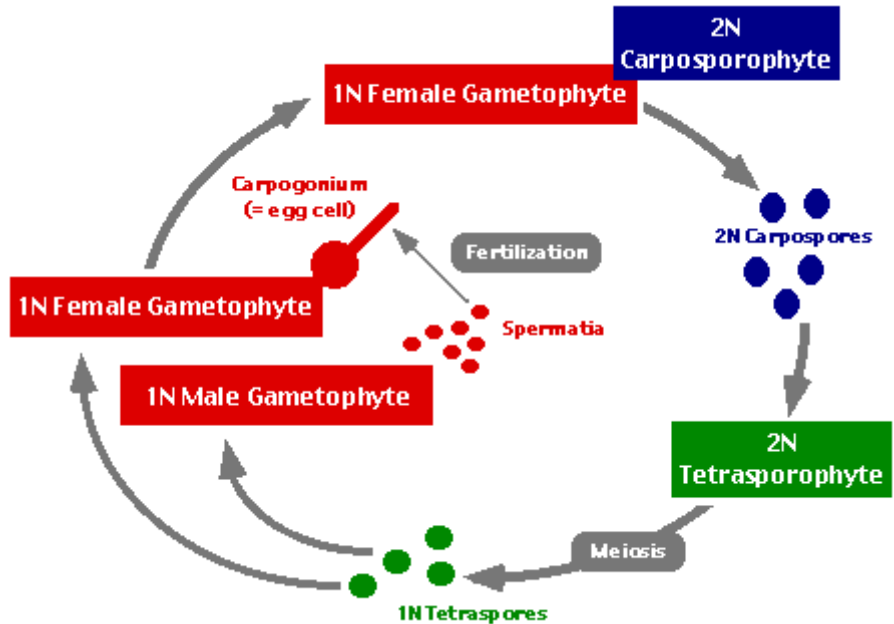 2N
Carposporophyte
1N Female Gametophyte
Carpogonium
(= egg cell)
2N Carpospores
Fertilization
1N Female Gametophyte
Spermatia
1N Male Gametophyte
2N
Tetrasporophyte
Meiosis
1N Tetraspores